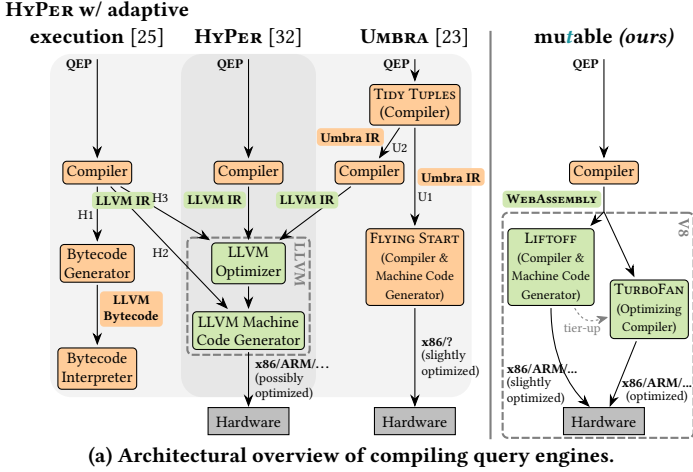 HYPER w/ adaptive
execution [25]
HYPER [32]
UMBRA [23]
mutable (ours)
QEP
QEP
QEP
QEP
TIDY TUPLES
(Compiler)
Umbra IR
U2
Compiler
Compiler
Compiler
Compiler
Umbra IR
LLVM IR
H3
LLVM IR
LLVM IR
U1
WEBASSEMBLY
H1
H2
V8
Bytecode
Generator
LLVM
Optimizer
LLVM
FLYING START
(Compiler &
Machine Code
Generator)
LIFTOFF
(Compiler &
Machine Code
Generator)
TURBOFAN
(Optimizing
Compiler)
tier-up
LLVM
Bytecode
LLVM Machine
Code Generator
Bytecode
Interpreter
x86/ARM/...
(possibly
optimized)
x86/?
(slightly
optimized)
x86/ARM/...
(slightly
optimized)
x86/ARM/...
(optimized)
Hardware
Hardware
Hardware
(a) Architectural overview of compiling query engines.